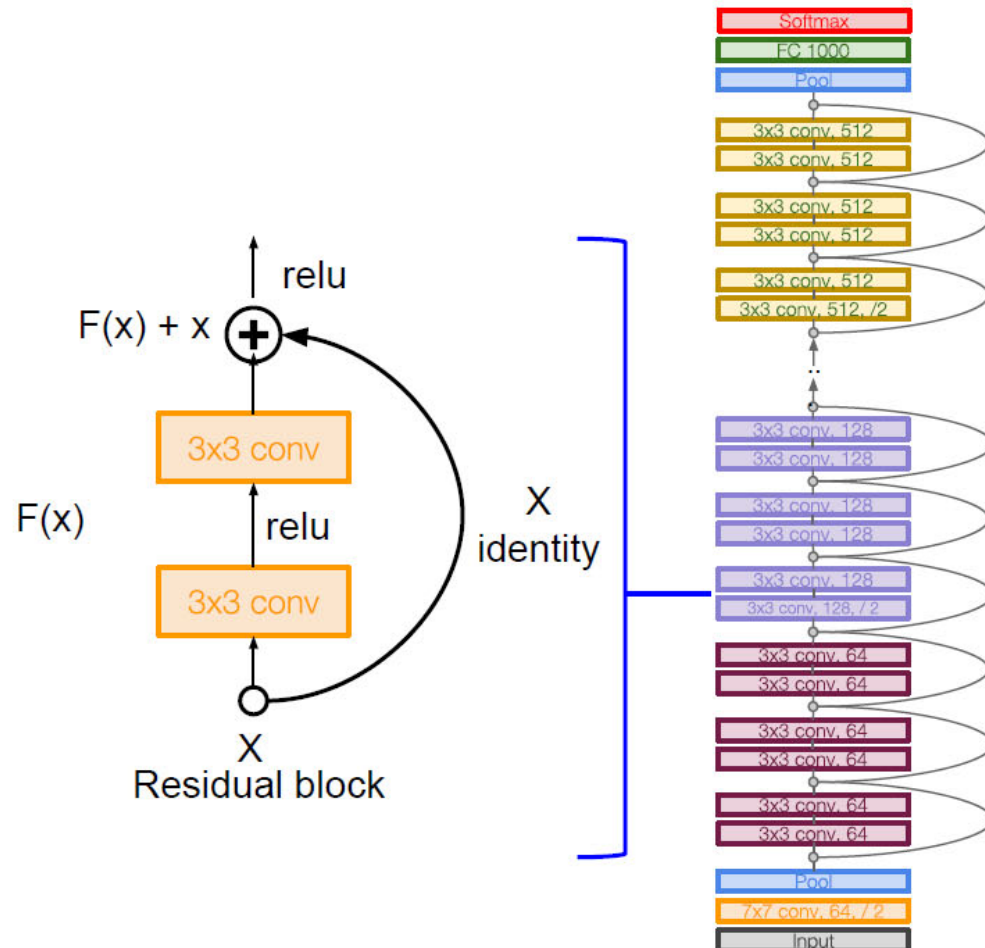 relu
F(x) + x
3x3 conv
F(x)
relu
X
identity
3x3 conv
X
Residual block
Softmax
FC 1000
Pool
3x3 conv, 512
3x3 conv, 512
3x3 conv, 512
3x3 conv, 512
3x3 conv, 512
3x3 conv, 512, /2
..
3x3 conv, 128
3x3 conv, 128
3x3 conv, 128
3x3 conv, 128
3x3 conv, 128
3x3 conv, 128, / 2
3x3 conv, 64
3x3 conv, 64
3x3 conv, 64
3x3 conv, 64
3x3 conv, 64
3x3 conv, 64
Pool
7x7 conv, 64, / 2
Input